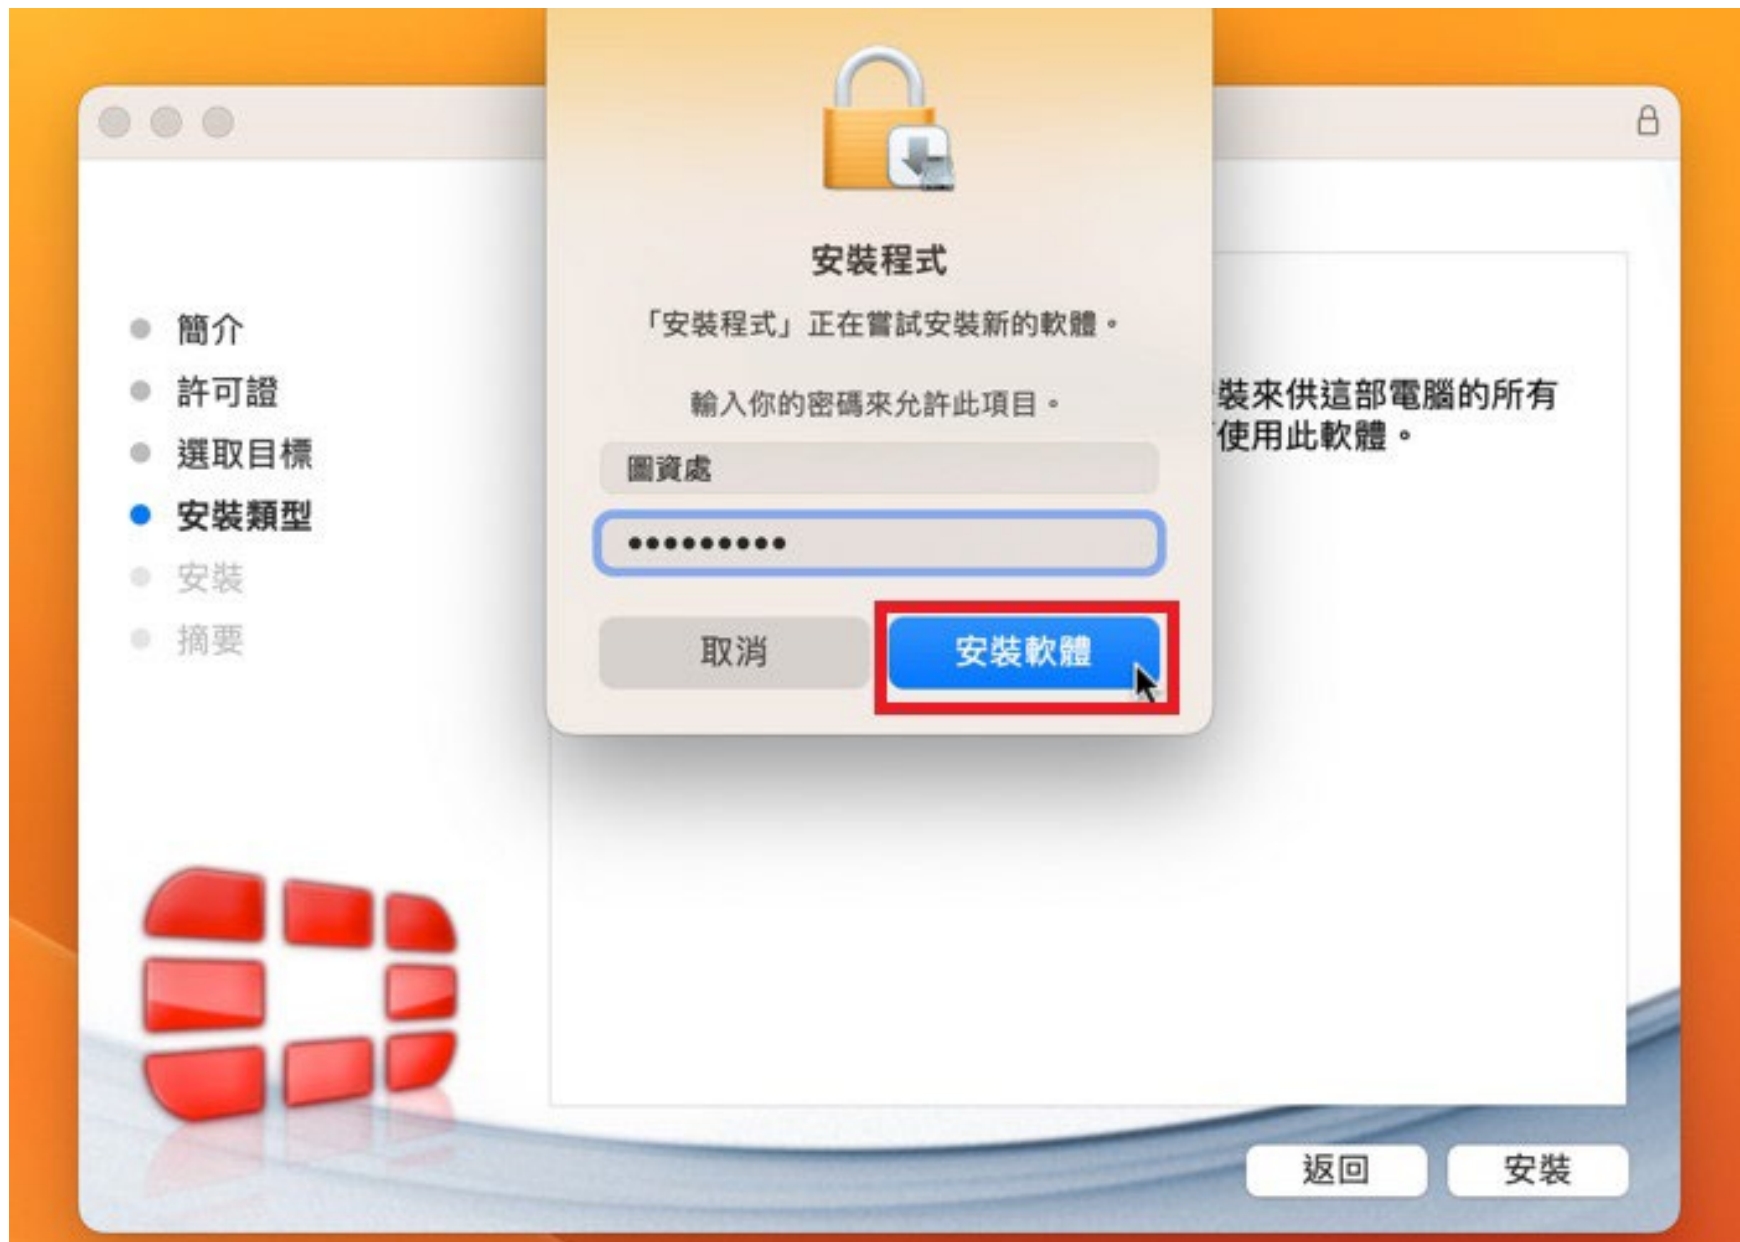 安裝程式
「安裝程式」正在嘗試安裝新的軟體。
輸入你的密碼來允許此項目。
圖資處
•••••••••
取消
安裝軟體
簡介
許可證
選取目標
安裝類型
安裝
摘要
裝來供這部電腦的所有
使用此軟體。
返回
安裝